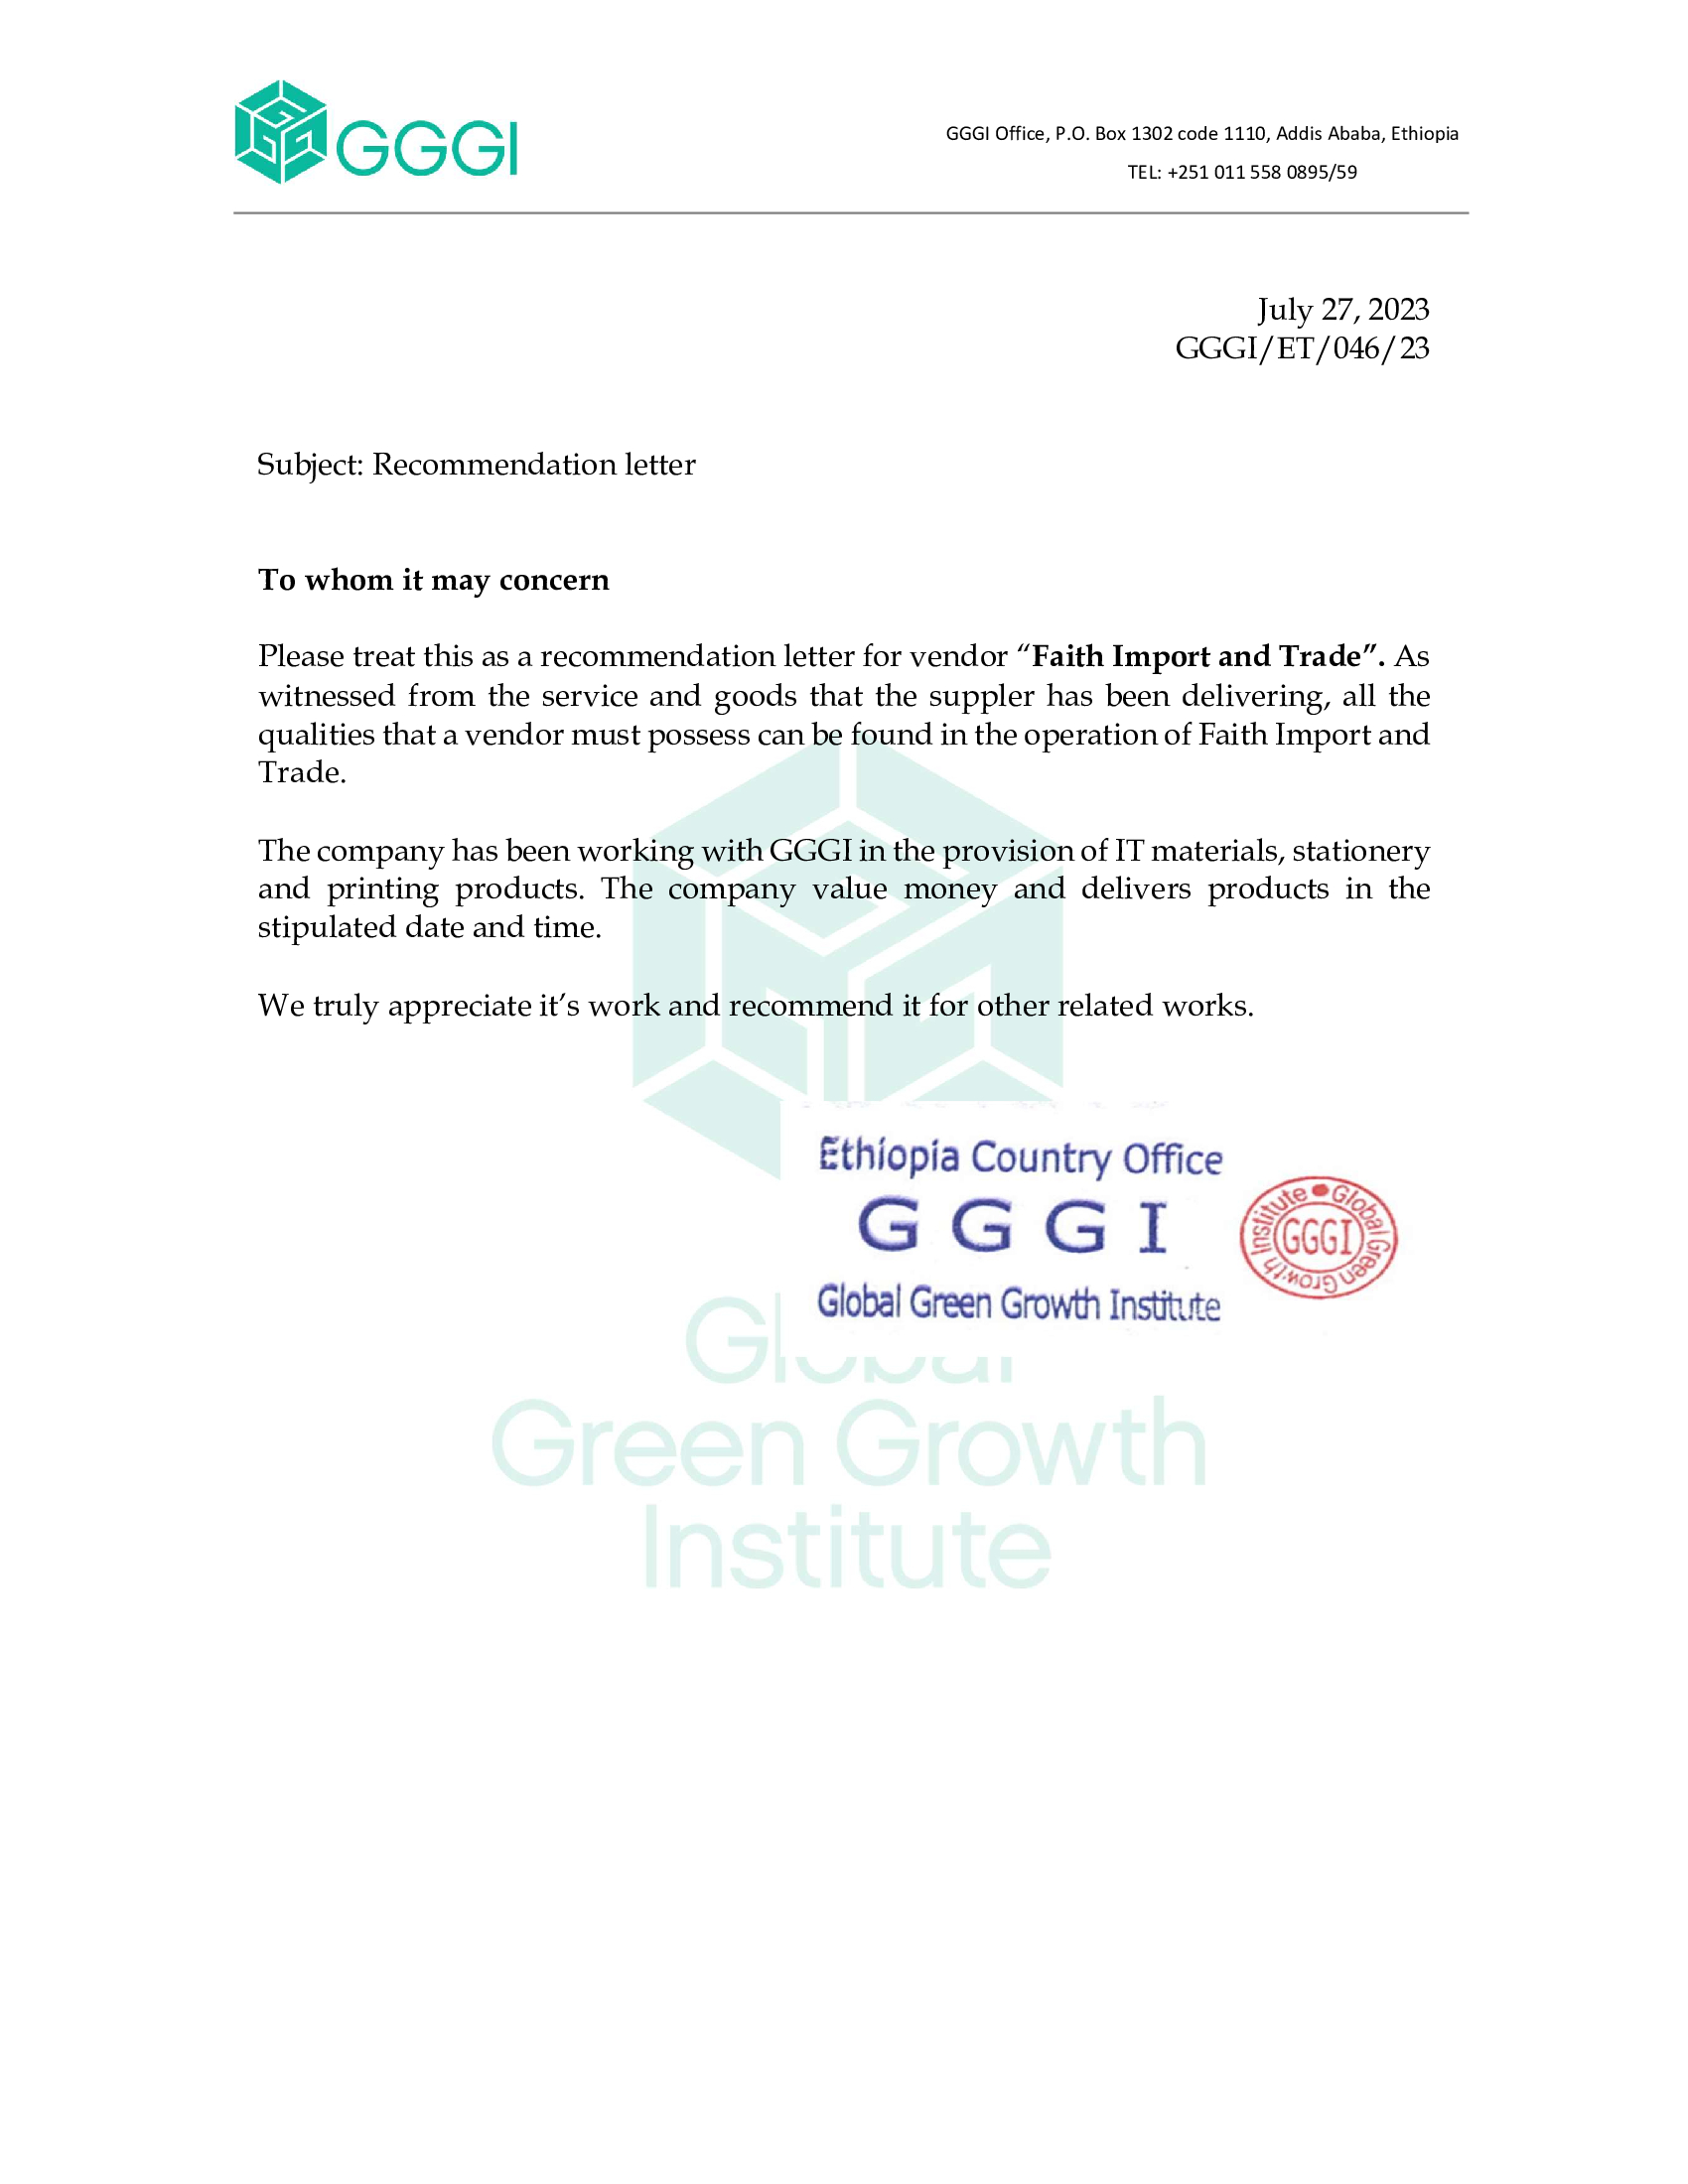 GGGI
GGGI Office, P.O. Box 1302 code 1110, Addis Ababa, Ethiopia
TEL: +251 011 558 0895/59
July 27, 2023
GGGI/ET/046/23
Subject: Recommendation letter
To whom it may concern
Please treat this as a recommendation letter for vendor “Faith Import and Trade”. As
witnessed from the service and goods that the suppler has been delivering, all the
qualities that a vendor must possess can be found in the operation of Faith Import and
Trade.
The company has been working with GGGI in the provision of IT materials, stationery
and printing products. The company value money and delivers products in the
stipulated date and time.
We truly appreciate it’s work and recommend it for other related works.
Ethiopia Country Office
G G G I
Global Green Growth Institute
Global Green Growth Institute
GGGI
Global
Green Growth
Institute